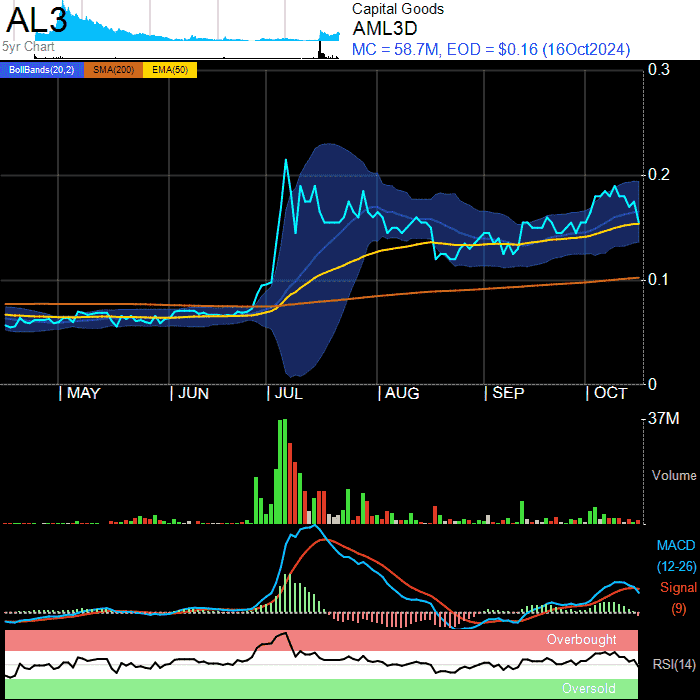 AL3
5yr Chart
Capital Goods
AML3D
MC = 58.7M, EOD = $0.16 (16Oct2024)
BollBands(20,2) SMA(200) EMA(50)
0.3
0.2
0.1
0
MAY JUN JUL AUG SEP OCT
37M
Volume
MACD
(12-26)
Signal
(9)
Overbought
RSI(14)
Oversold